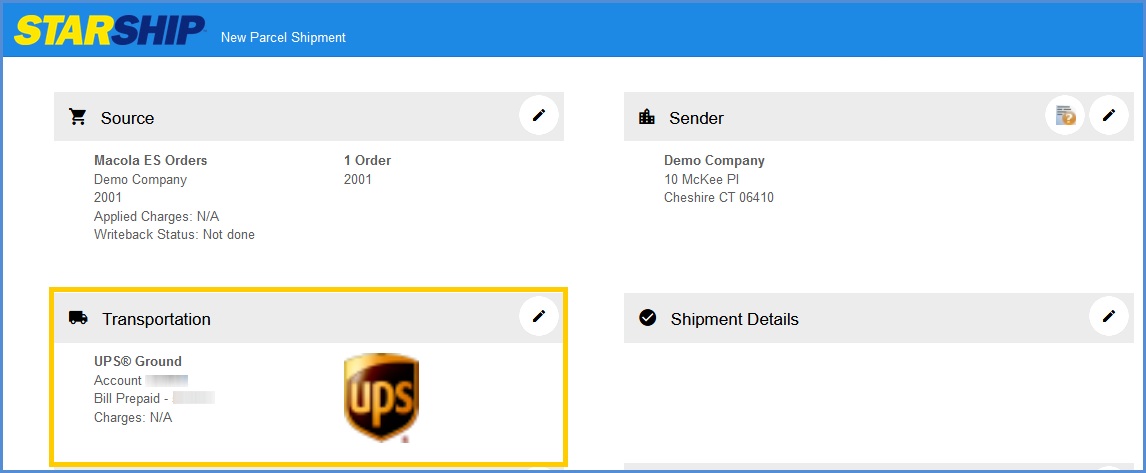 STARSHIP New Parcel Shipment
Source
Macola ES Orders
Demo Company
2001
Applied Charges: N/A
Writeback Status: Not done
1 Order
2001
Sender
Demo Company
10 McKee Pl
Cheshire CT 06410
Transportation
UPS® Ground
Account
Bill Prepaid -
Charges: N/A
ups
Shipment Details